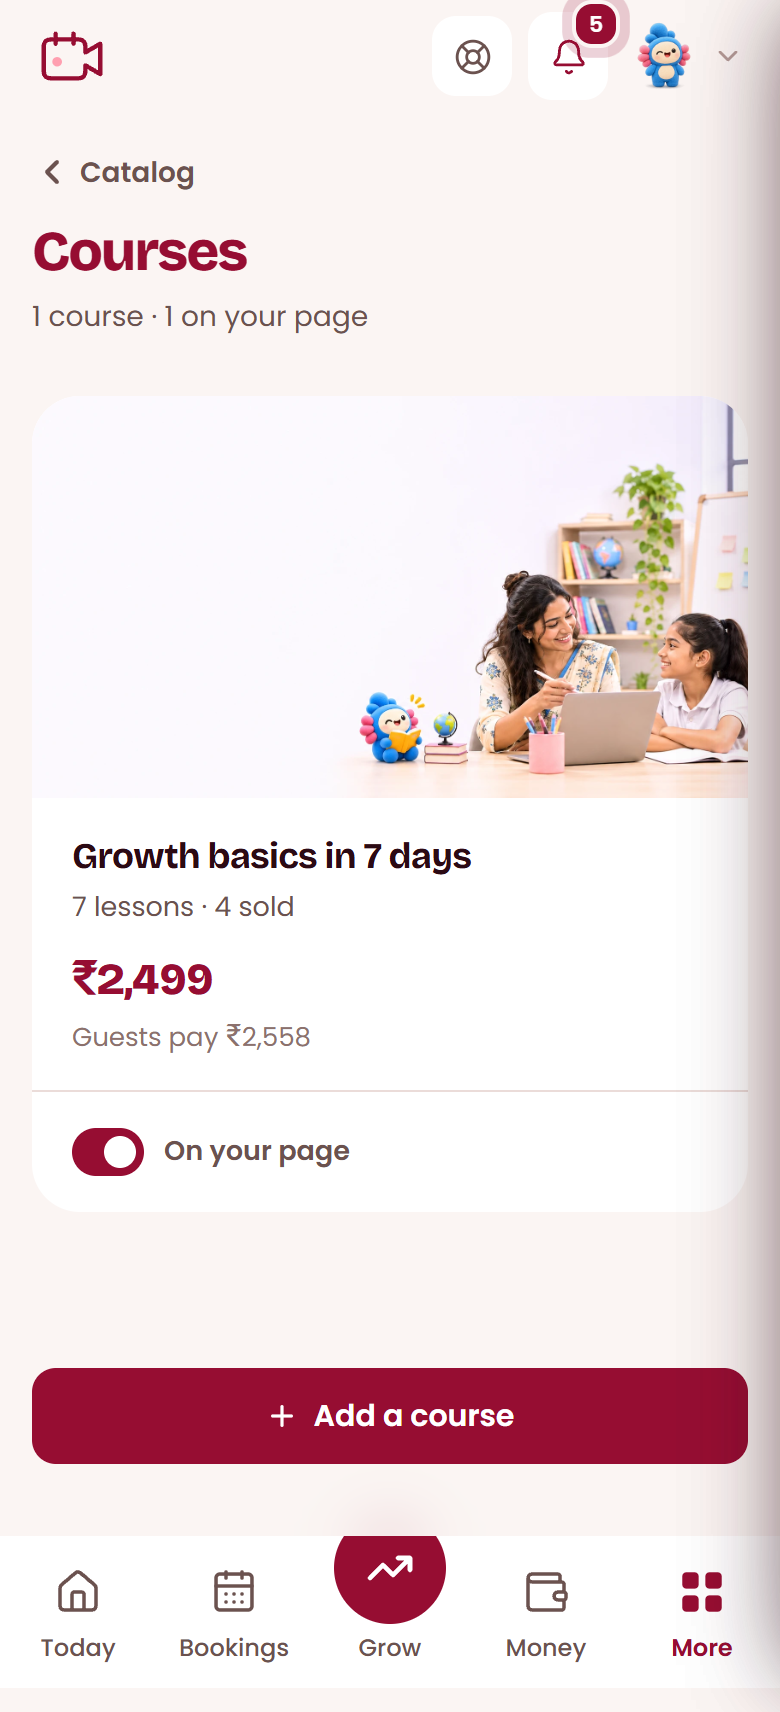 5
Catalog
Courses
1 course · 1 on your page
Growth basics in 7 days
7 lessons · 4 sold
₹2,499
Guests pay ₹2,558
On your page
+ Add a course
Today
Bookings
Grow
Money
More